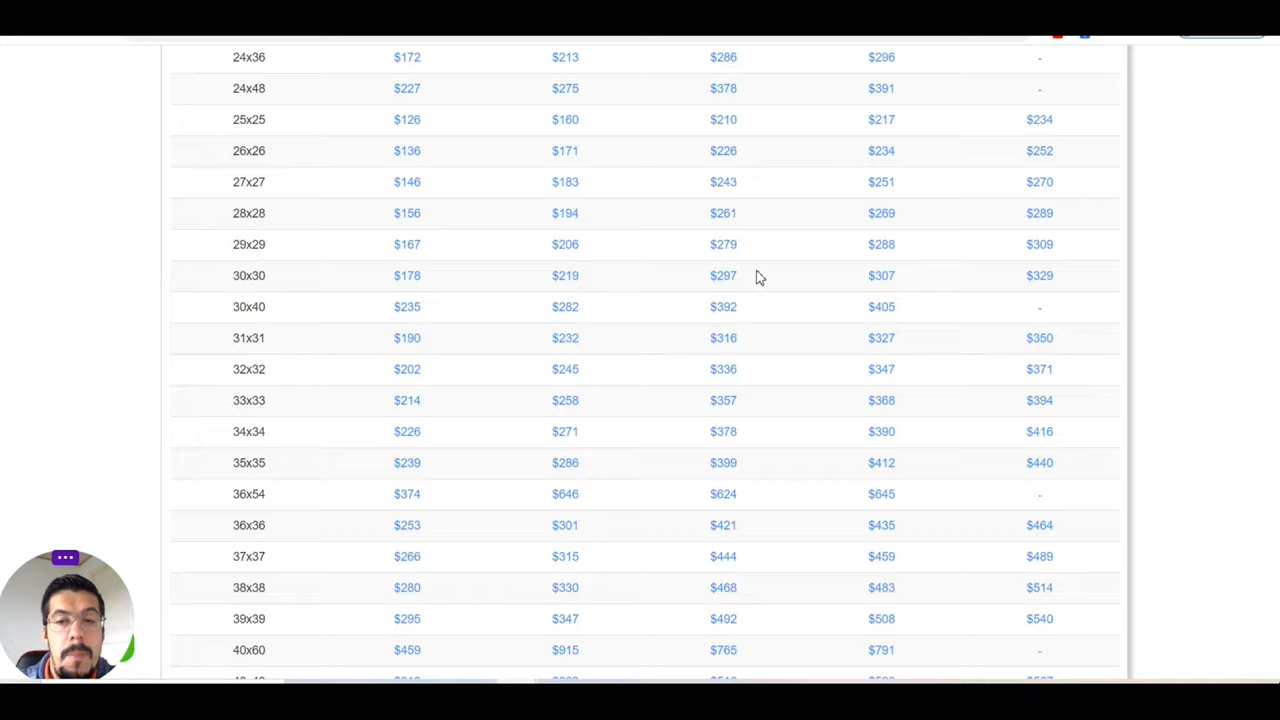 24x36 $172 $213 $286 $296 -
24x48 $227 $275 $378 $391 -
25x25 $126 $160 $210 $217 $234
26x26 $136 $171 $226 $234 $252
27x27 $146 $183 $243 $251 $270
28x28 $156 $194 $261 $269 $289
29x29 $167 $206 $279 $288 $309
30x30 $178 $219 $297 $307 $329
30x40 $235 $282 $392 $405 -
31x31 $190 $232 $316 $327 $350
32x32 $202 $245 $336 $347 $371
33x33 $214 $258 $357 $368 $394
34x34 $226 $271 $378 $390 $416
35x35 $239 $286 $399 $412 $440
36x54 $374 $646 $624 $645 -
36x36 $253 $301 $421 $435 $464
37x37 $266 $315 $444 $459 $489
38x38 $280 $330 $468 $483 $514
39x39 $295 $347 $492 $508 $540
40x60 $459 $915 $765 $791 -